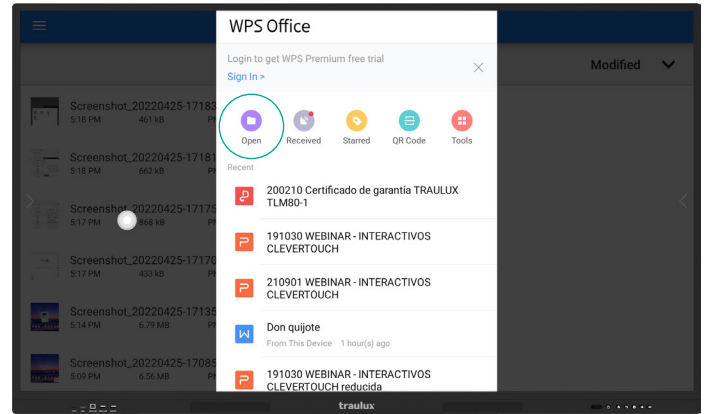 WPS Office
Login to get WPS Premium free trial
Sign In >
Modified
Open
Received
Starred
QR Code
Tools
Recent
Screenshot_20220425-17183
5:18 PM 461 kB
200210 Certificado de garantía TRAULUX
TLM80-1
Screenshot_20220425-17181
5:18 PM 662 kB
191030 WEBINAR - INTERACTIVOS
CLEVERTOUCH
Screenshot_20220425-17175
5:17 PM 868 kB
210901 WEBINAR - INTERACTIVOS
CLEVERTOUCH
Screenshot_20220425-17170
5:17 PM 433 kB
Don quijote
From This Device 1 hour(s) ago
Screenshot_20220425-17135
5:14 PM 6.79 MB
191030 WEBINAR - INTERACTIVOS
CLEVERTOUCH reducida
Screenshot_20220425-17085
5:09 PM 6.56 MB
traulux